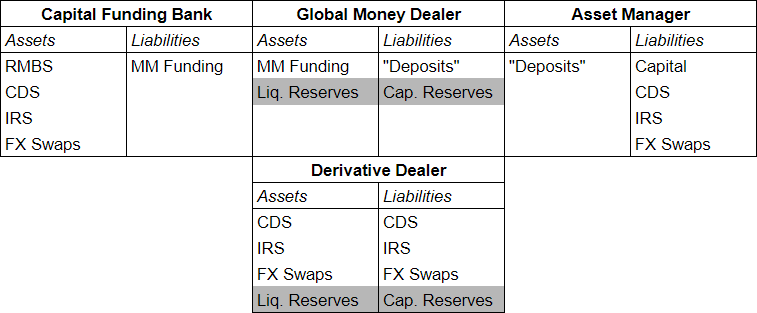 Capital Funding Bank Global Money Dealer Asset Manager
Assets Liabilities Assets Liabilities Assets Liabilities
RMBS MM Funding MM Funding "Deposits" "Deposits" Capital
CDS Liq. Reserves Cap. Reserves CDS
IRS IRS
FX Swaps FX Swaps
Derivative Dealer
Assets Liabilities
CDS CDS
IRS IRS
FX Swaps FX Swaps
Liq. Reserves Cap. Reserves